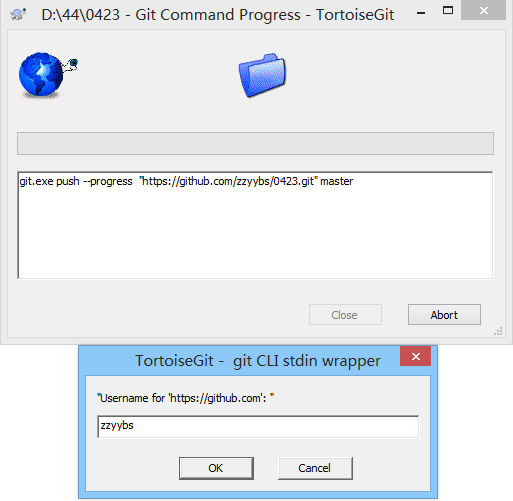 D:\44\0423 - Git Command Progress - TortoiseGit
git.exe push --progress  "https://github.com/zzyybs/0423.git" master
Close
Abort
TortoiseGit -  git CLI stdin wrapper
"Username for 'https://github.com': "
zzyybs
OK
Cancel